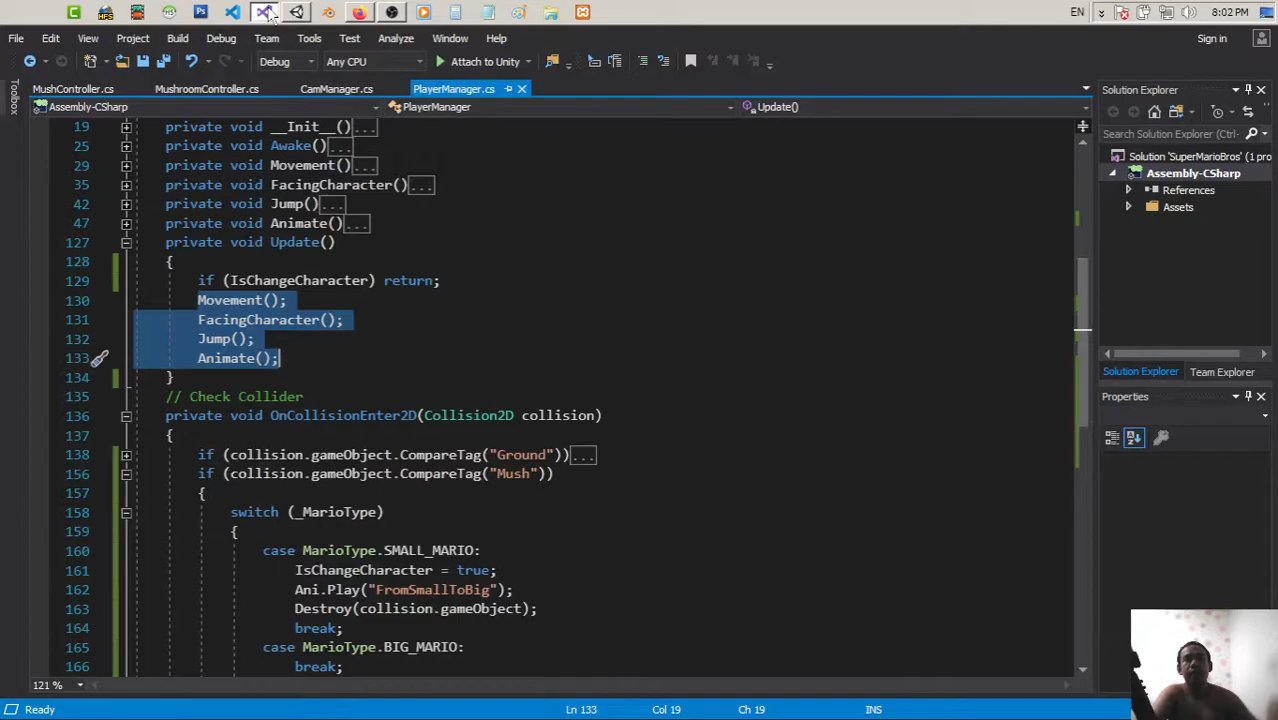 EN 8:02 PM
File Edit View Project Build Debug Team Tools Test Analyze Window Help Sign in
Debug Any CPU Attach to Unity
MushController.cs MushroomController.cs CamManager.cs PlayerManager.cs
Assembly-CSharp PlayerManager Update()
Toolbox
19 private void __Init__()...
25 private void Awake()...
29 private void Movement()...
35 private void FacingCharacter()...
42 private void Jump()...
47 private void Animate()...
127 private void Update()
128 {
129 if (IsChangeCharacter) return;
130 Movement();
131 FacingCharacter();
132 Jump();
133 Animate();
134 }
135 // Check Collider
136 private void OnCollisionEnter2D(Collision2D collision)
137 {
138 if (collision.gameObject.CompareTag("Ground"))...
156 if (collision.gameObject.CompareTag("Mush"))
157 {
158 switch (_MarioType)
159 {
160 case MarioType.SMALL_MARIO:
161 IsChangeCharacter = true;
162 Ani.Play("FromSmallToBig");
163 Destroy(collision.gameObject);
164 break;
165 case MarioType.BIG_MARIO:
166 break;
121 %
Solution Explorer
Search Solution Explorer (Ctrl+;)
Solution 'SuperMarioBros' (1 pro
Assembly-CSharp
References
Assets
Solution Explorer Team Explorer
Properties
Ready Ln 133 Col 19 Ch 19 INS